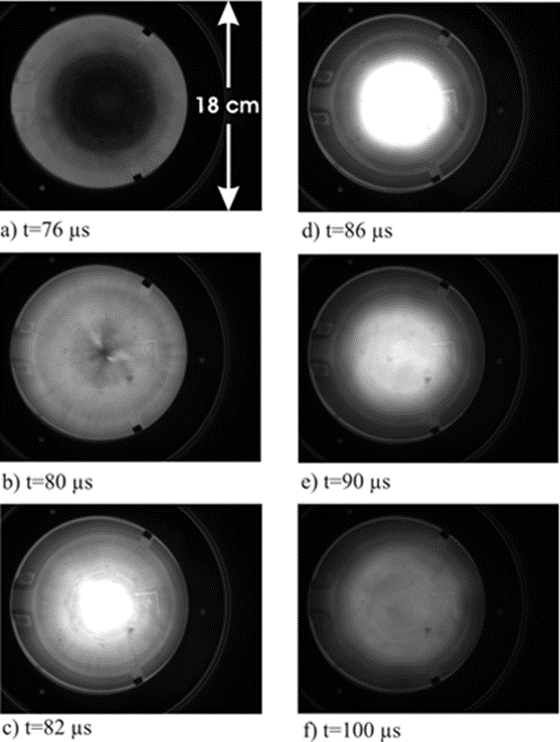 18 cm
a) t=76 µs
d) t=86 µs
b) t=80 µs
e) t=90 µs
c) t=82 µs
f) t=100 µs